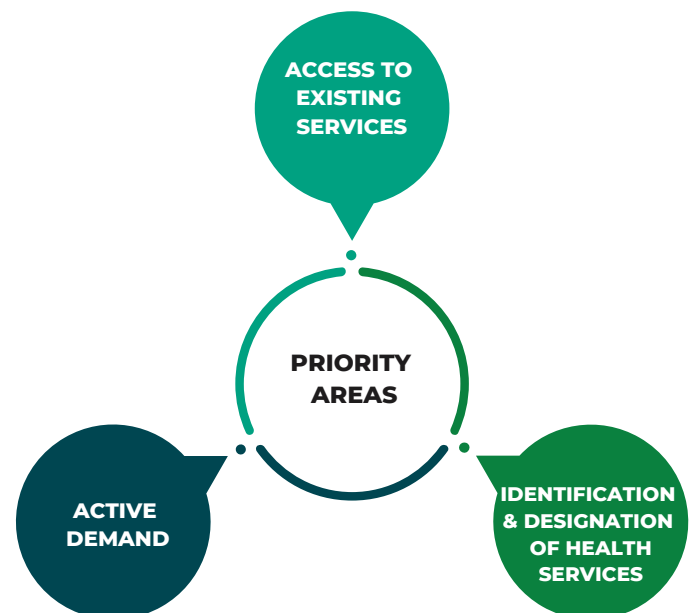 ACCESS TO
EXISTING
SERVICES
PRIORITY
AREAS
ACTIVE
DEMAND
IDENTIFICATION
& DESIGNATION
OF HEALTH
SERVICES